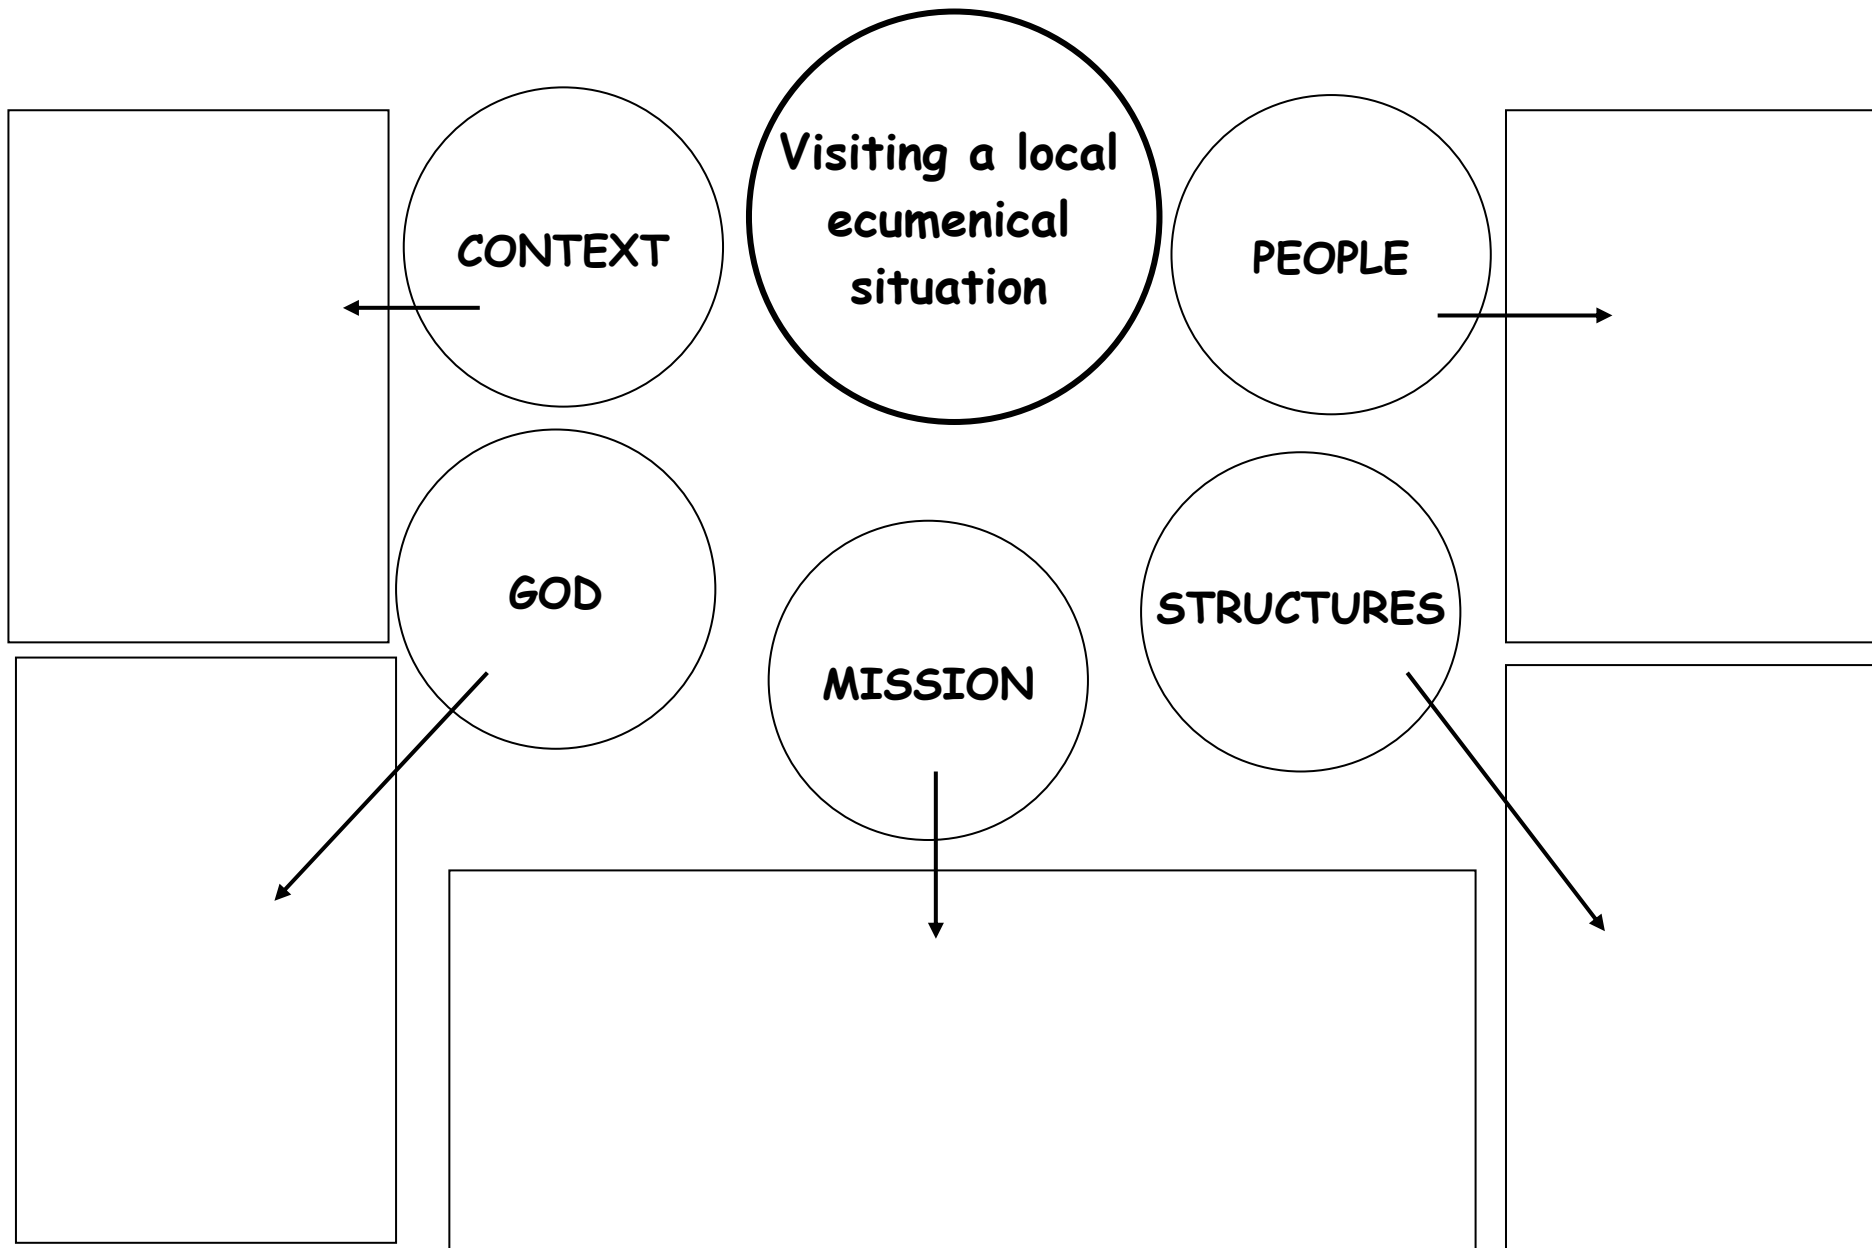 Visiting a local
ecumenical
situation
CONTEXT
PEOPLE
GOD
STRUCTURES
MISSION